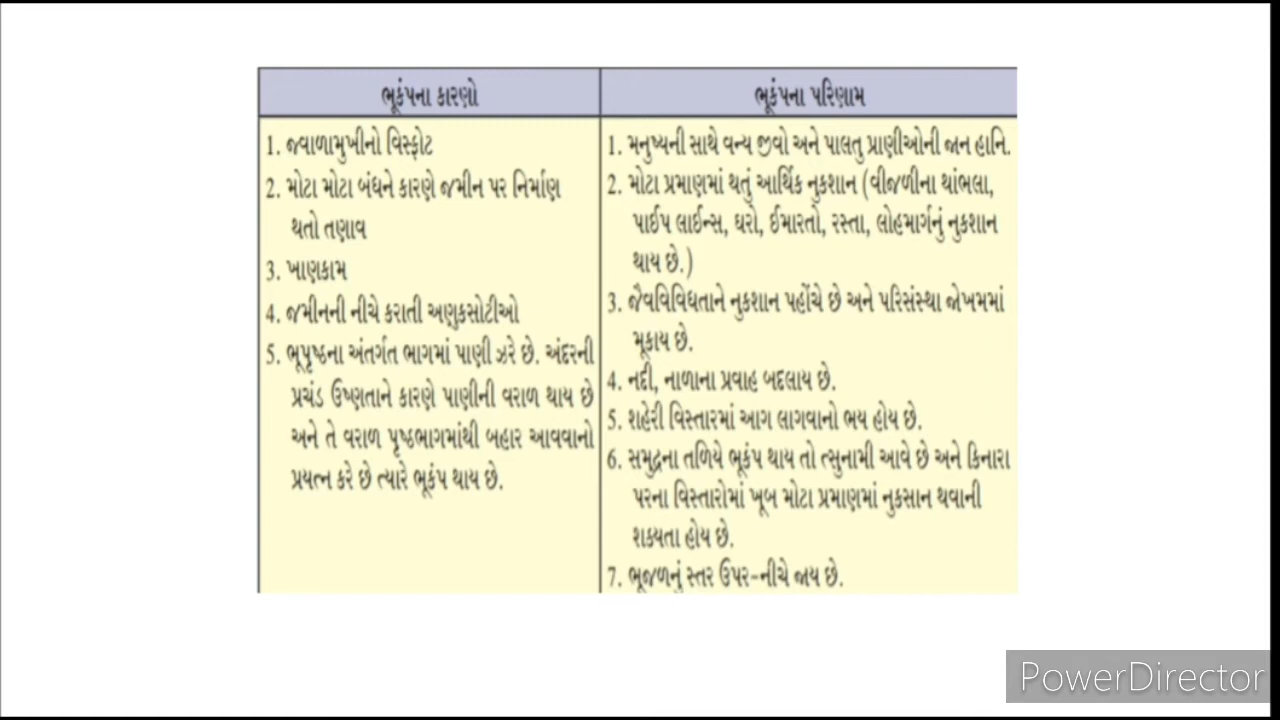 ભૂકંપના કારણો
1. જ્વાળામુખીનો વિસ્ફોટ
2. મોટા મોટા બંધને કારણે જમીન પર નિર્માણ
થતો તણાવ
3. ખાણકામ
4. જમીનની નીચે કરાતી અણુકસોટીઓ
5. ભૂપૃષ્ઠના અંતર્ગત ભાગમાં પાણી ઝરે છે. અંદરની
પ્રચંડ ઉષ્ણતાને કારણે પાણીની વરાળ થાય છે
અને તે વરાળ પૃષ્ઠભાગમાંથી બહાર આવવાનો
પ્રયત્ન કરે છે ત્યારે ભૂકંપ થાય છે.
ભૂકંપના પરિણામ
1. મનુષ્યની સાથે વન્ય જીવો અને પાલતુ પ્રાણીઓની જાન હાનિ.
2. મોટા પ્રમાણમાં થતું આર્થિક નુકશાન (વીજળીના થાંભલા,
પાઈપ લાઈન્સ, ઘરો, ઈમારતો, રસ્તા, લોહમાર્ગનું નુકશાન
થાય છે.)
3. જૈવવિવિધતાને નુકશાન પહોંચે છે અને પરિસંસ્થા જોખમમાં
મૂકાય છે.
4. નદી, નાળાના પ્રવાહ બદલાય છે.
5. શહેરી વિસ્તારમાં આગ લાગવાનો ભય હોય છે.
6. સમુદ્રના તળિયે ભૂકંપ થાય તો ત્સુનામી આવે છે અને કિનારા
પરના વિસ્તારોમાં ખૂબ મોટા પ્રમાણમાં નુકસાન થવાની
શક્યતા હોય છે.
7. ભૂજળનું સ્તર ઉપર-નીચે જાય છે.
PowerDirector